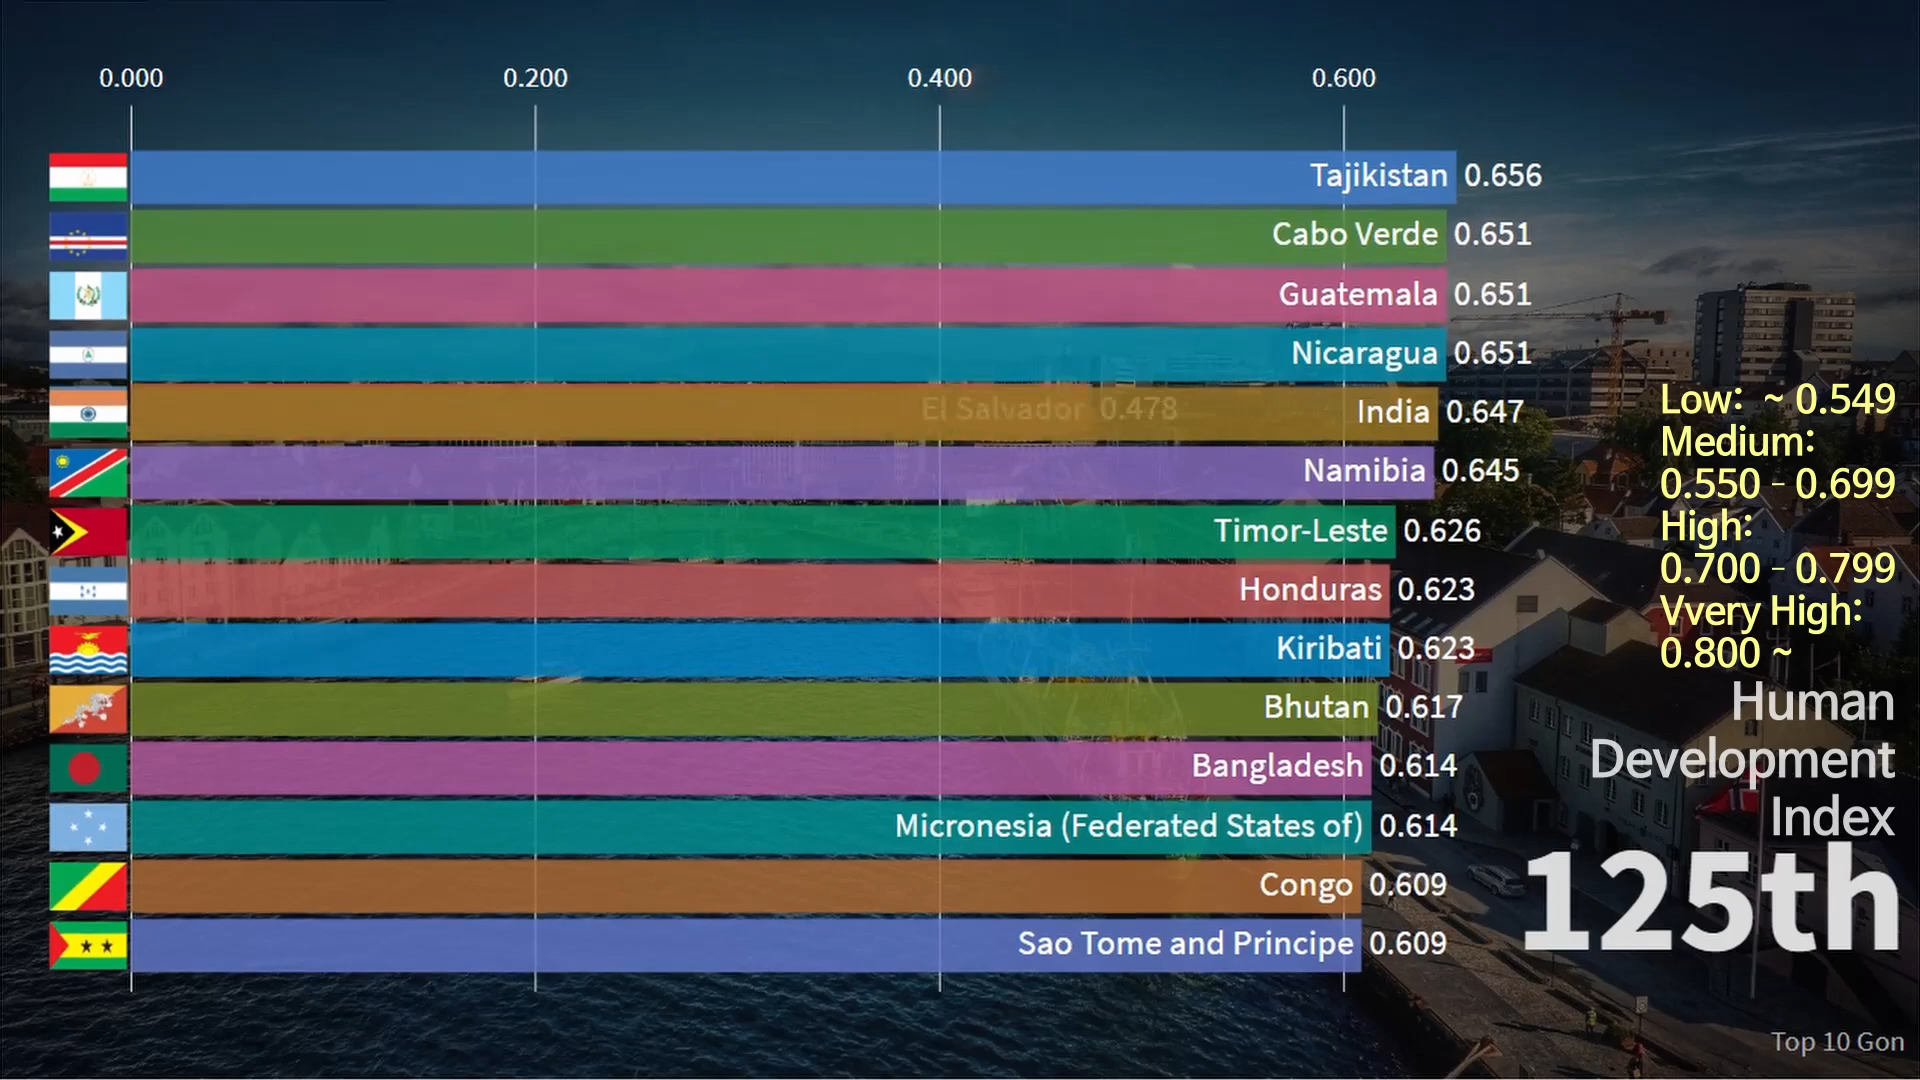 0.000 0.200 0.400 0.600
Tajikistan 0.656
Cabo Verde 0.651
Guatemala 0.651
Nicaragua 0.651
El Salvador 0.478 India 0.647
Namibia 0.645
Timor-Leste 0.626
Honduras 0.623
Kiribati 0.623
Bhutan 0.617
Bangladesh 0.614
Micronesia (Federated States of) 0.614
Congo 0.609
Sao Tome and Principe 0.609
Low: ~ 0.549
Medium:
0.550 - 0.699
High:
0.700 - 0.799
Vvery High:
0.800 ~
Human
Development
Index
125th
Top 10 Gon